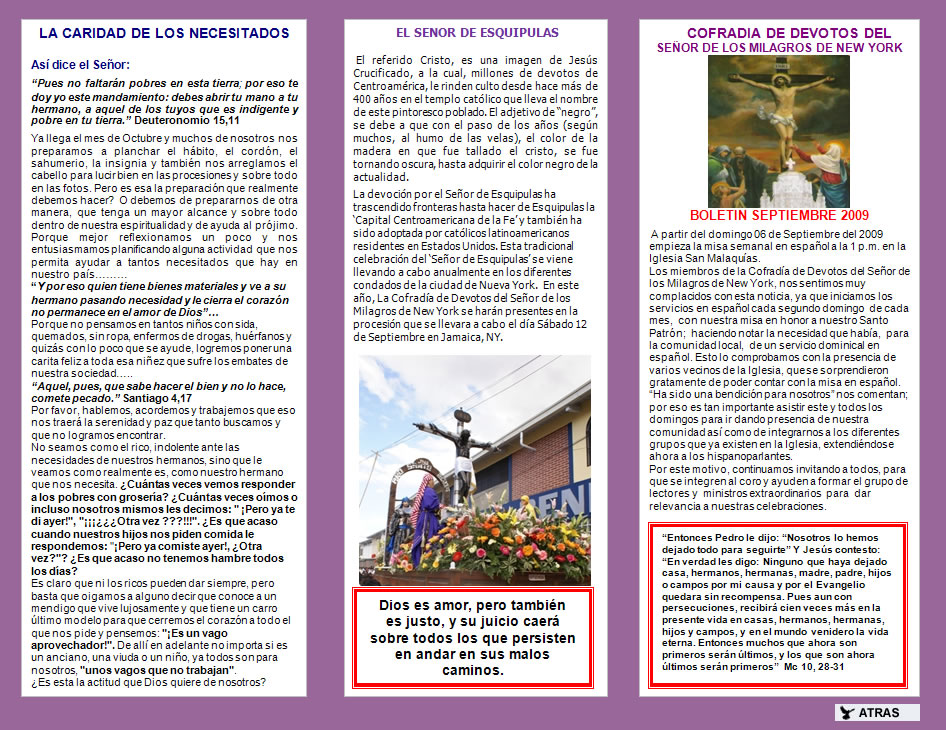 LA CARIDAD DE LOS NECESITADOS
Así dice el Señor:
“Pues no faltarán pobres en esta tierra; por eso te
doy yo este mandamiento: debes abrir tu mano a tu
hermano, a aquel de los tuyos que es indigente y
pobre en tu tierra.” Deuteronomio 15,11
Ya llega el mes de Octubre y muchos de nosotros nos
preparamos a planchar el hábito, el cordón, el
sahumerio, la insignia y también nos arreglamos el
cabello para lucir bien en las procesiones y sobre todo
en las fotos. Pero es esa la preparación que realmente
debemos hacer? O debemos de prepararnos de otra
manera, que tenga un mayor alcance y sobre todo
dentro de nuestra espiritualidad y de ayuda al prójimo.
Porque mejor reflexionamos un poco y nos
entusiasmamos planificando alguna actividad que nos
permita ayudar a tantos necesitados que hay en
nuestro país………
“Y por eso quien tiene bienes materiales y ve a su
hermano pasando necesidad y le cierra el corazón
no permanece en el amor de Dios”…
Porque no pensamos en tantos niños con sida,
quemados, sin ropa, enfermos de drogas, huérfanos y
quizás con lo poco que se ayude, logremos poner una
carita feliz a toda esa niñez que sufre los embates de
nuestra sociedad…..
“Aquel, pues, que sabe hacer el bien y no lo hace,
comete pecado.” Santiago 4,17
Por favor, hablemos, acordemos y trabajemos que eso
nos traerá la serenidad y paz que tanto buscamos y
que no logramos encontrar.
No seamos como el rico, indolente ante las
necesidades de nuestros hermanos, sino que le
veamos como realmente es, como nuestro hermano
que nos necesita. ¿Cuántas veces vemos responder
a los pobres con grosería? ¿Cuántas veces oímos o
incluso nosotros mismos les decimos: "¡Pero ya te
di ayer!", "¡¡¡¿¿¿Otra vez ???!!!". ¿Es que acaso
cuando nuestros hijos nos piden comida le
respondemos: "¡Pero ya comiste ayer!, ¿Otra
vez?"? ¿Es que acaso no tenemos hambre todos
los días?
Es claro que ni los ricos pueden dar siempre, pero
basta que oigamos a alguno decir que conoce a un
mendigo que vive lujosamente y que tiene un carro
último modelo para que cerremos el corazón a todo el
que nos pide y pensemos: "¡Es un vago
aprovechador!". De allí en adelante no importa si es
un anciano, una viuda o un niño, ya todos son para
nosotros, "unos vagos que no trabajan".
¿Es esta la actitud que Dios quiere de nosotros?
EL SENOR DE ESQUIPULAS
El referido Cristo, es una imagen de Jesús
Crucificado, a la cual, millones de devotos de
Centroamérica, le rinden culto desde hace más de
400 años en el templo católico que lleva el nombre
de este pintoresco poblado. El adjetivo de “negro”,
se debe a que con el paso de los años (según
muchos, al humo de las velas), el color de la
madera en que fue tallado el cristo, se fue
tornando oscura, hasta adquirir el color negro de la
actualidad.
La devoción por el Señor de Esquipulas ha
trascendido fronteras hasta hacer de Esquipulas la
‘Capital Centroamericana de la Fe’ y también ha
sido adoptada por católicos latinoamericanos
residentes en Estados Unidos. Esta tradicional
celebración del ‘Señor de Esquipulas’ se viene
llevando a cabo anualmente en los diferentes
condados de la ciudad de Nueva York. En este
año, La Cofradía de Devotos del Señor de los
Milagros de New York se harán presentes en la
procesión que se llevara a cabo el día Sábado 12
de Septiembre en Jamaica, NY.
Dios es amor, pero también
es justo, y su juicio caerá
sobre todos los que persisten
en andar en sus malos
caminos.
COFRADIA DE DEVOTOS DEL
SEÑOR DE LOS MILAGROS DE NEW YORK
BOLETIN SEPTIEMBRE 2009
A partir del domingo 06 de Septiembre del 2009
empieza la misa semanal en español a la 1 p.m. en la
Iglesia San Malaquías.
Los miembros de la Cofradía de Devotos del Señor de
los Milagros de New York, nos sentimos muy
complacidos con esta noticia, ya que iniciamos los
servicios en español cada segundo domingo de cada
mes, con nuestra misa en honor a nuestro Santo
Patrón; haciendo notar la necesidad que había, para
la comunidad local, de un servicio dominical en
español. Esto lo comprobamos con la presencia de
varios vecinos de la Iglesia, que se sorprendieron
gratamente de poder contar con la misa en español.
“Ha sido una bendición para nosotros” nos comentan;
por eso es tan importante asistir este y todos los
domingos para ir dando presencia de nuestra
comunidad así como de integrarnos a los diferentes
grupos que ya existen en la Iglesia, extendiéndose
ahora a los hispanoparlantes.
Por este motivo, continuamos invitando a todos, para
que se integren al coro y ayuden a formar el grupo de
lectores y ministros extraordinarios para dar
relevancia a nuestras celebraciones.
“Entonces Pedro le dijo: “Nosotros lo hemos
dejado todo para seguirte” Y Jesús contesto:
“En verdad les digo: Ninguno que haya dejado
casa, hermanos, hermanas, madre, padre, hijos
o campos por mi causa y por el Evangelio
quedara sin recompensa. Pues aun con
persecuciones, recibirá cien veces más en la
presente vida en casas, hermanos, hermanas,
hijos y campos, y en el mundo venidero la vida
eterna. Entonces muchos que ahora son
primeros serán últimos, y los que son ahora
últimos serán primeros” Mc 10, 28-31
ATRAS